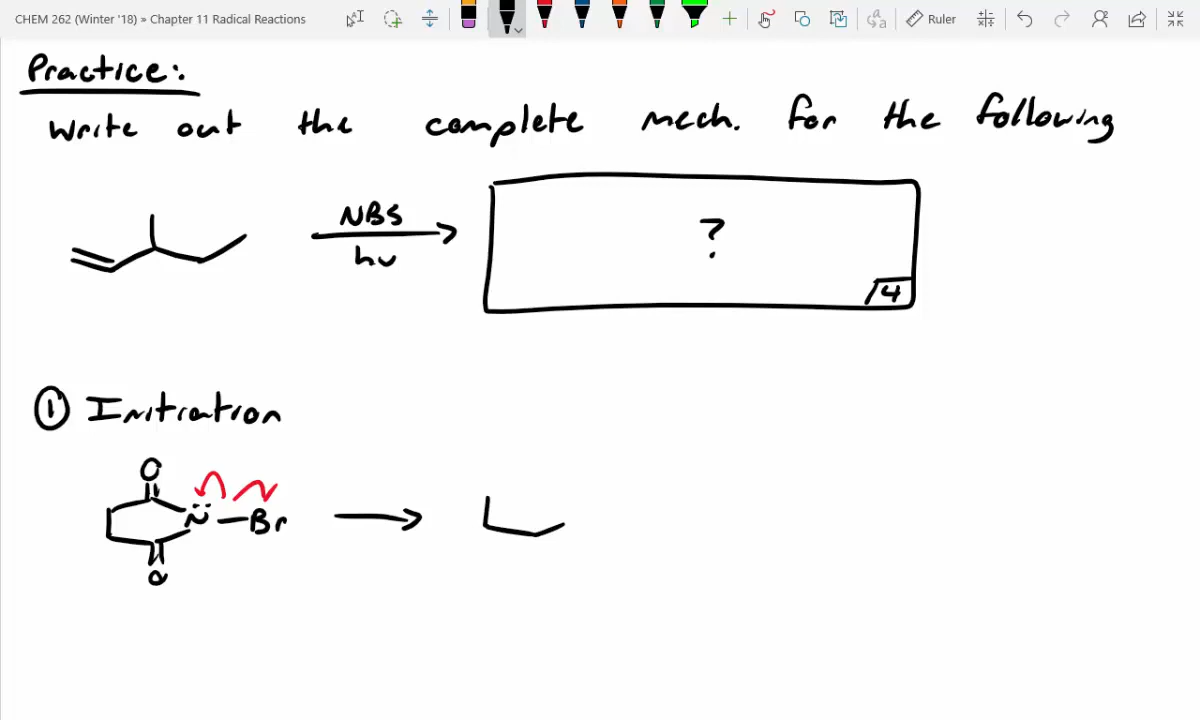 CHEM 262 (Winter '18) » Chapter 11 Radical Reactions
Ruler
Practice:
Write out the complete mech. for the following
NBS
hν
?
14
① Initiation
O
N̈—Br
O